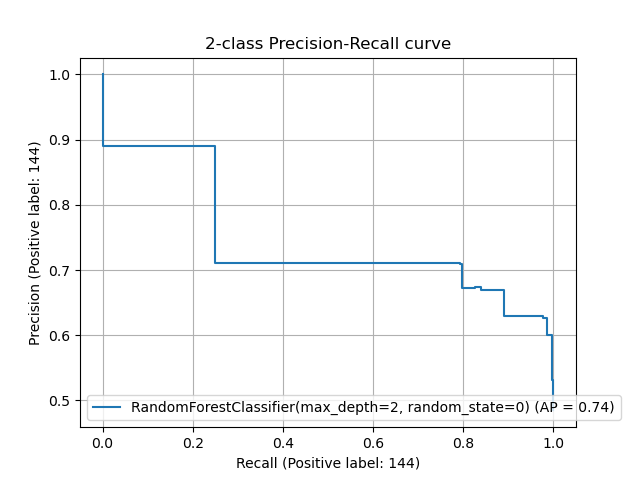 2-class Precision-Recall curve
Precision (Positive label: 144)
1.0
0.9
0.8
0.7
0.6
0.5
RandomForestClassifier(max_depth=2, random_state=0) (AP = 0.74)
0.0 0.2 0.4 0.6 0.8 1.0
Recall (Positive label: 144)